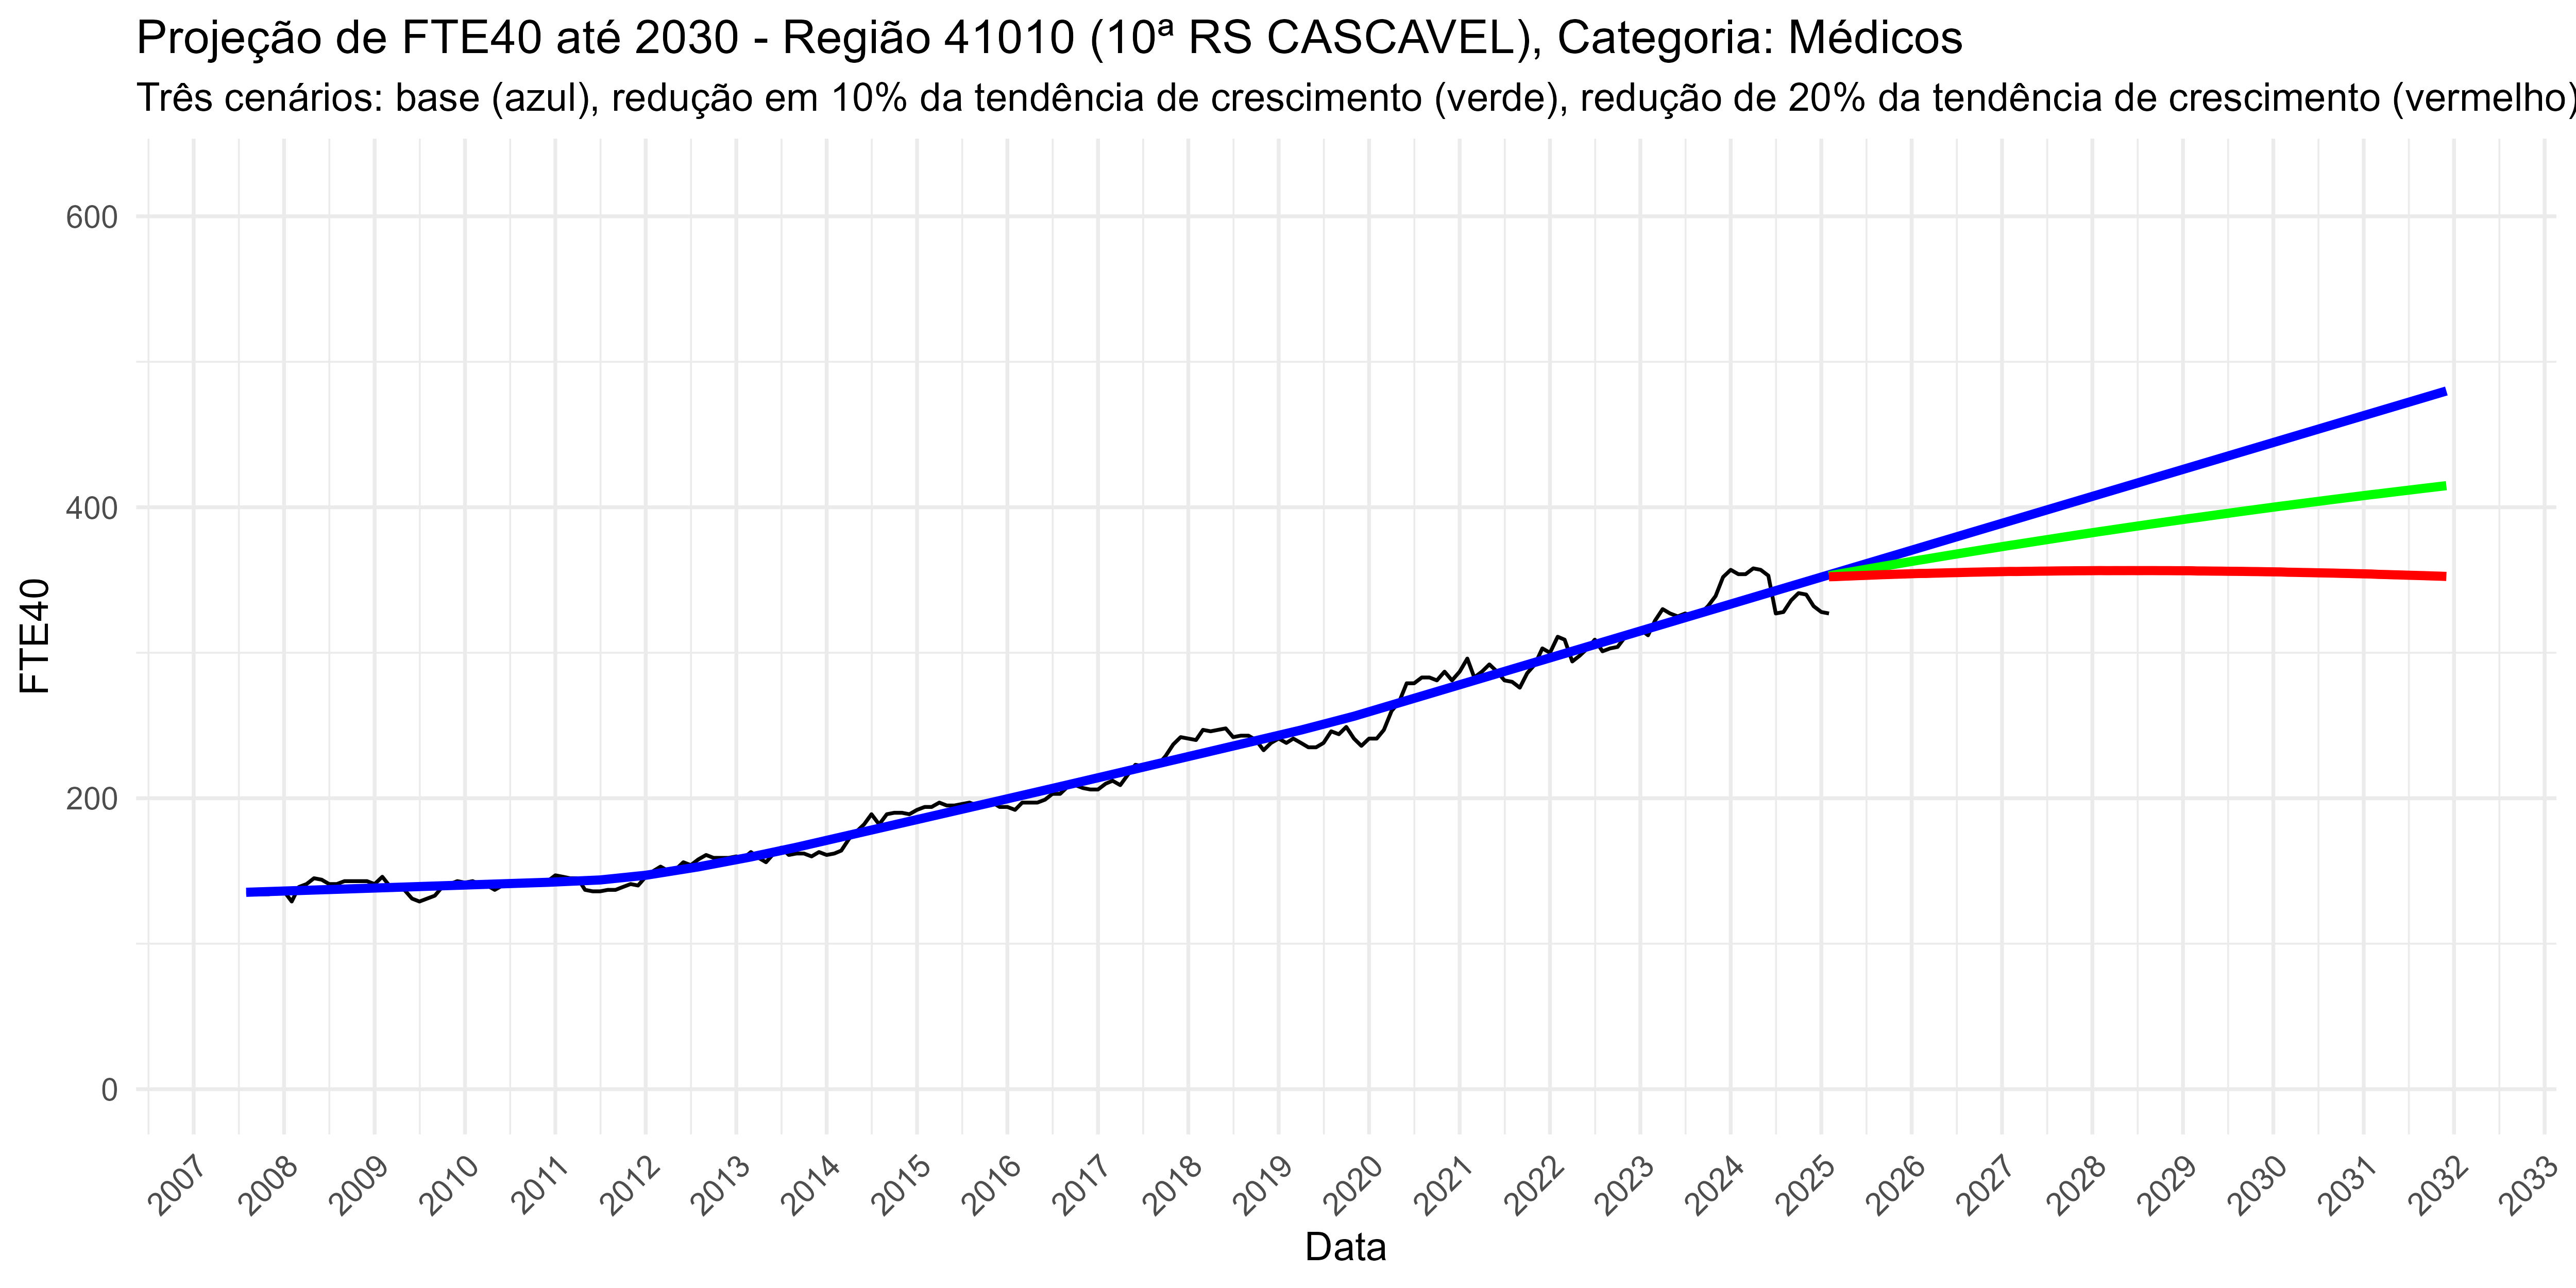 Projeção de FTE40 até 2030 - Região 41010 (10ª RS CASCAVEL), Categoria: Médicos
Três cenários: base (azul), redução em 10% da tendência de crescimento (verde), redução de 20% da tendência de crescimento (vermelho)
600
400
200
0
FTE40
2007 2008 2009 2010 2011 2012 2013 2014 2015 2016 2017 2018 2019 2020 2021 2022 2023 2024 2025 2026 2027 2028 2029 2030 2031 2032 2033
Data